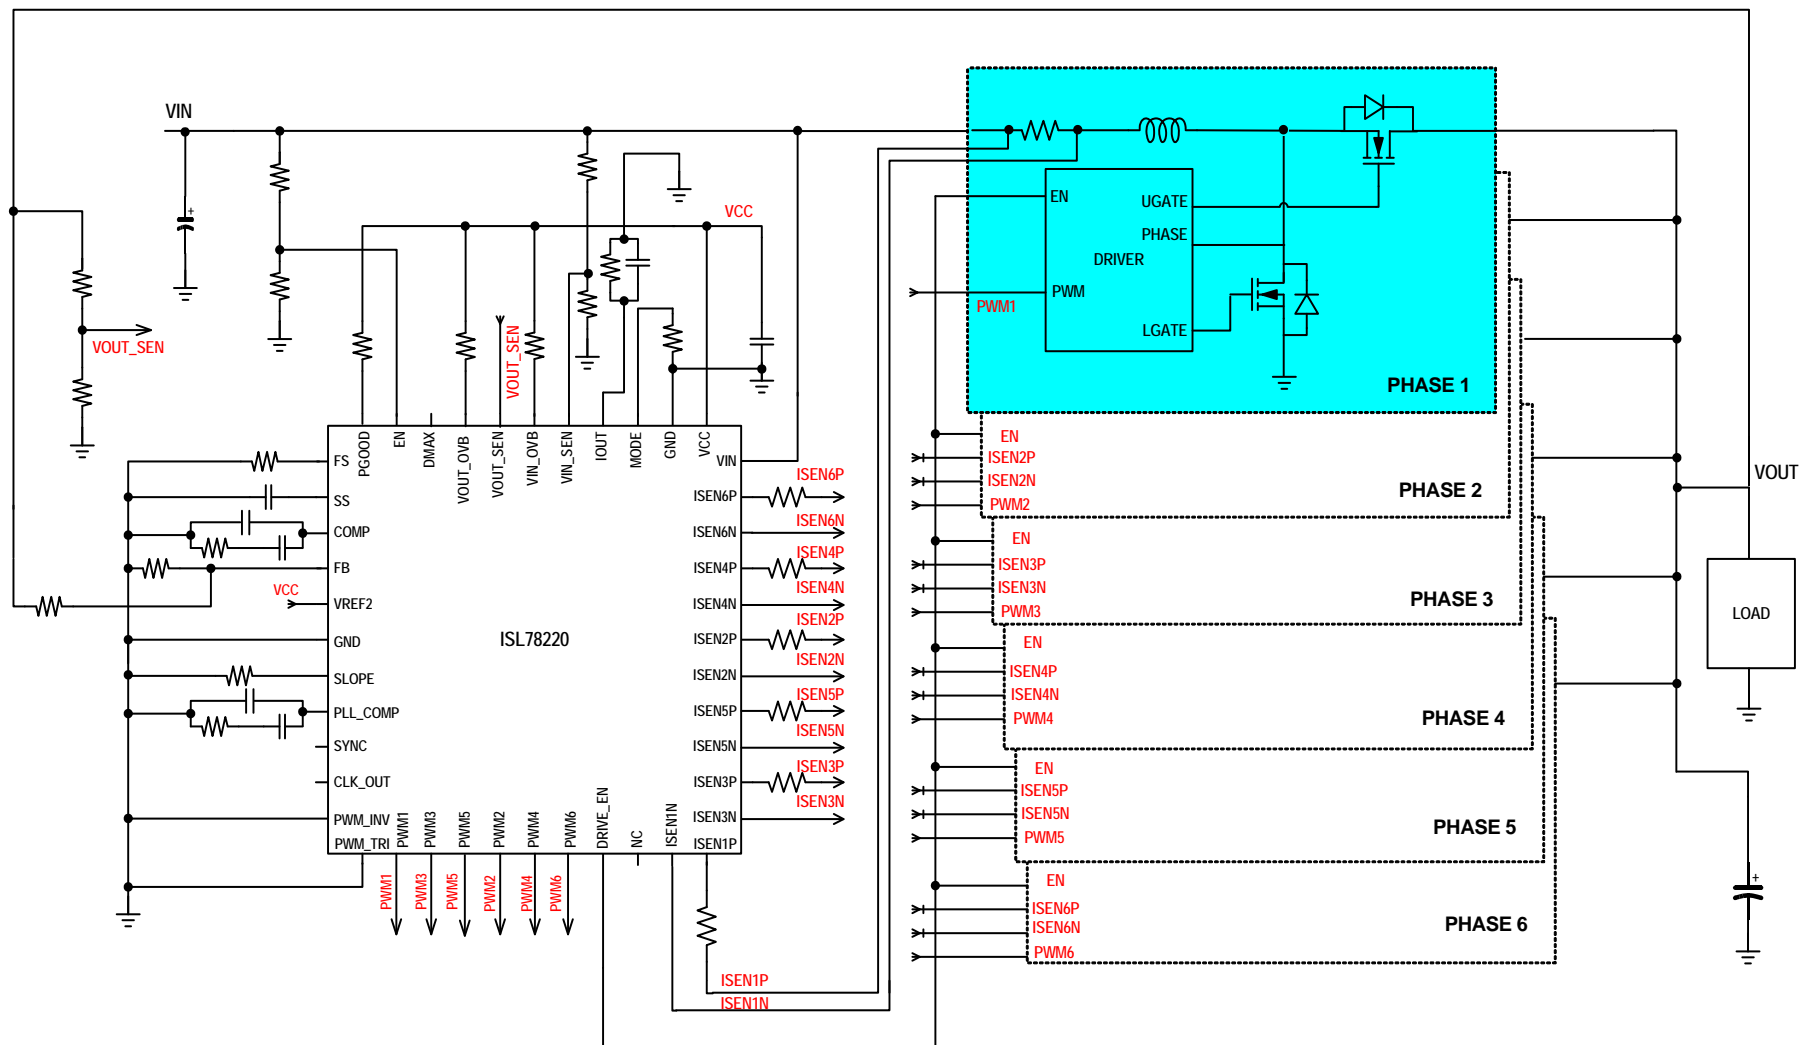 VIN
VCC
VOUT_SEN
VOUT_SEN
PGOOD
EN
DMAX
VOUT_OVB
VOUT_SEN
VIN_OVB
VIN_SEN
IOUT
MODE
GND
VCC
FS
SS
COMP
FB
VCC
VREF2
GND
SLOPE
PLL_COMP
SYNC
CLK_OUT
PWM_INV
PWM_TRI
ISL78220
VIN
ISEN6P
ISEN6N
ISEN4P
ISEN4N
ISEN2P
ISEN2N
ISEN5P
ISEN5N
ISEN3P
ISEN3N
ISEN1P
ISEN6P
ISEN6N
ISEN4P
ISEN4N
ISEN2P
ISEN2N
ISEN5P
ISEN5N
ISEN3P
ISEN3N
PWM1
PWM3
PWM5
PWM2
PWM4
PWM6
DRIVE_EN
NC
ISEN1N
PWM1
PWM3
PWM5
PWM2
PWM4
PWM6
ISEN1P
ISEN1N
EN
UGATE
PHASE
DRIVER
PWM
LGATE
PWM1
PHASE 1
EN
ISEN2P
ISEN2N
PWM2
PHASE 2
EN
ISEN3P
ISEN3N
PWM3
PHASE 3
EN
ISEN4P
ISEN4N
PWM4
PHASE 4
EN
ISEN5P
ISEN5N
PWM5
PHASE 5
EN
ISEN6P
ISEN6N
PWM6
PHASE 6
VOUT
LOAD
+
+